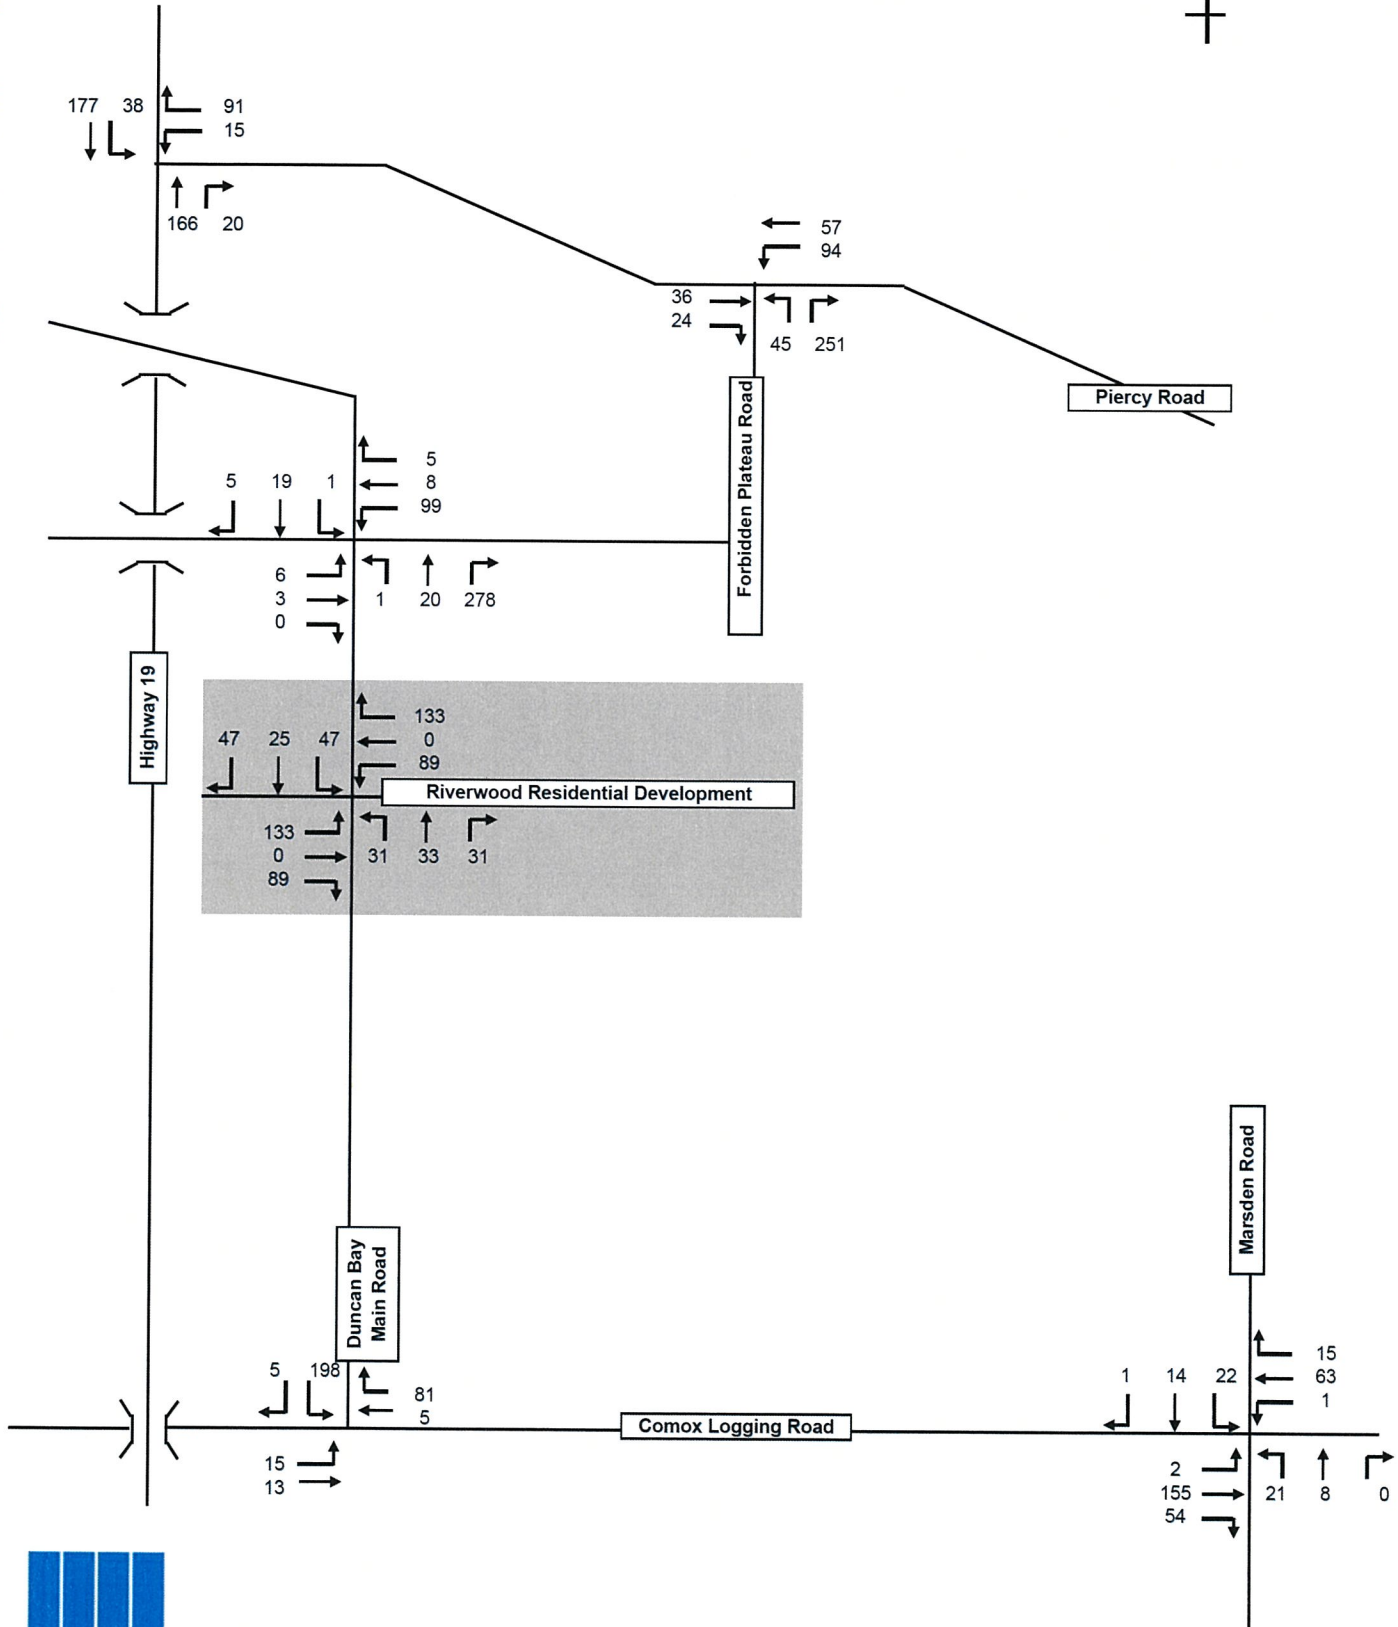 177 38 91
15
166 20
57
94
36
24
45 251
Piercy Road
Forbidden Plateau Road
5
5 19 1 8
99
6
3 1 20 278
0
Highway 19
133
47 25 47 0
89
Riverwood Residential Development
133
0 31 33 31
89
Marsden Road
Duncan Bay
Main Road
5 198
81
5
Comox Logging Road
15
13
15
1 14 22 63
1
2
155 21 8 0
54